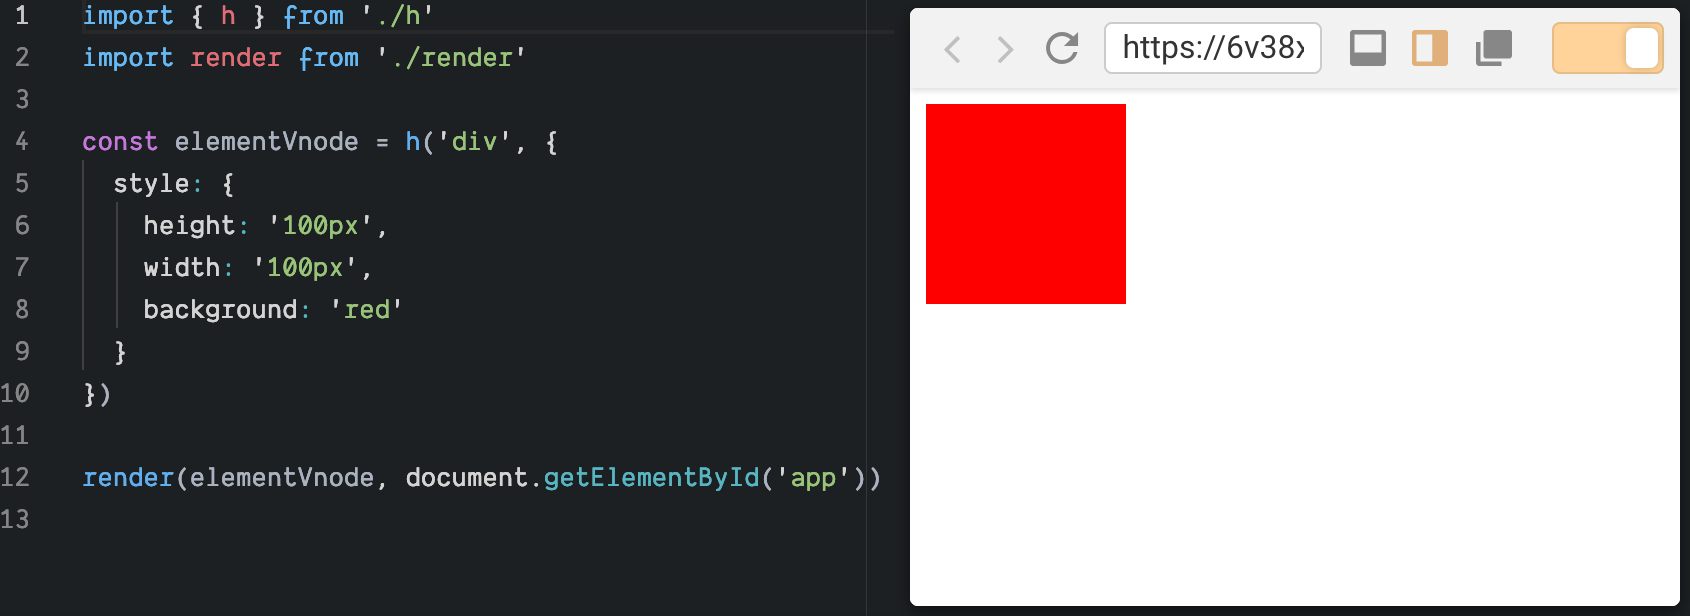 1 import { h } from './h'
2 import render from './render'
3
4 const elementVnode = h('div', {
5 style: {
6 height: '100px',
7 width: '100px',
8 background: 'red'
9 }
10 })
11
12 render(elementVnode, document.getElementById('app'))
13
https://6v38x